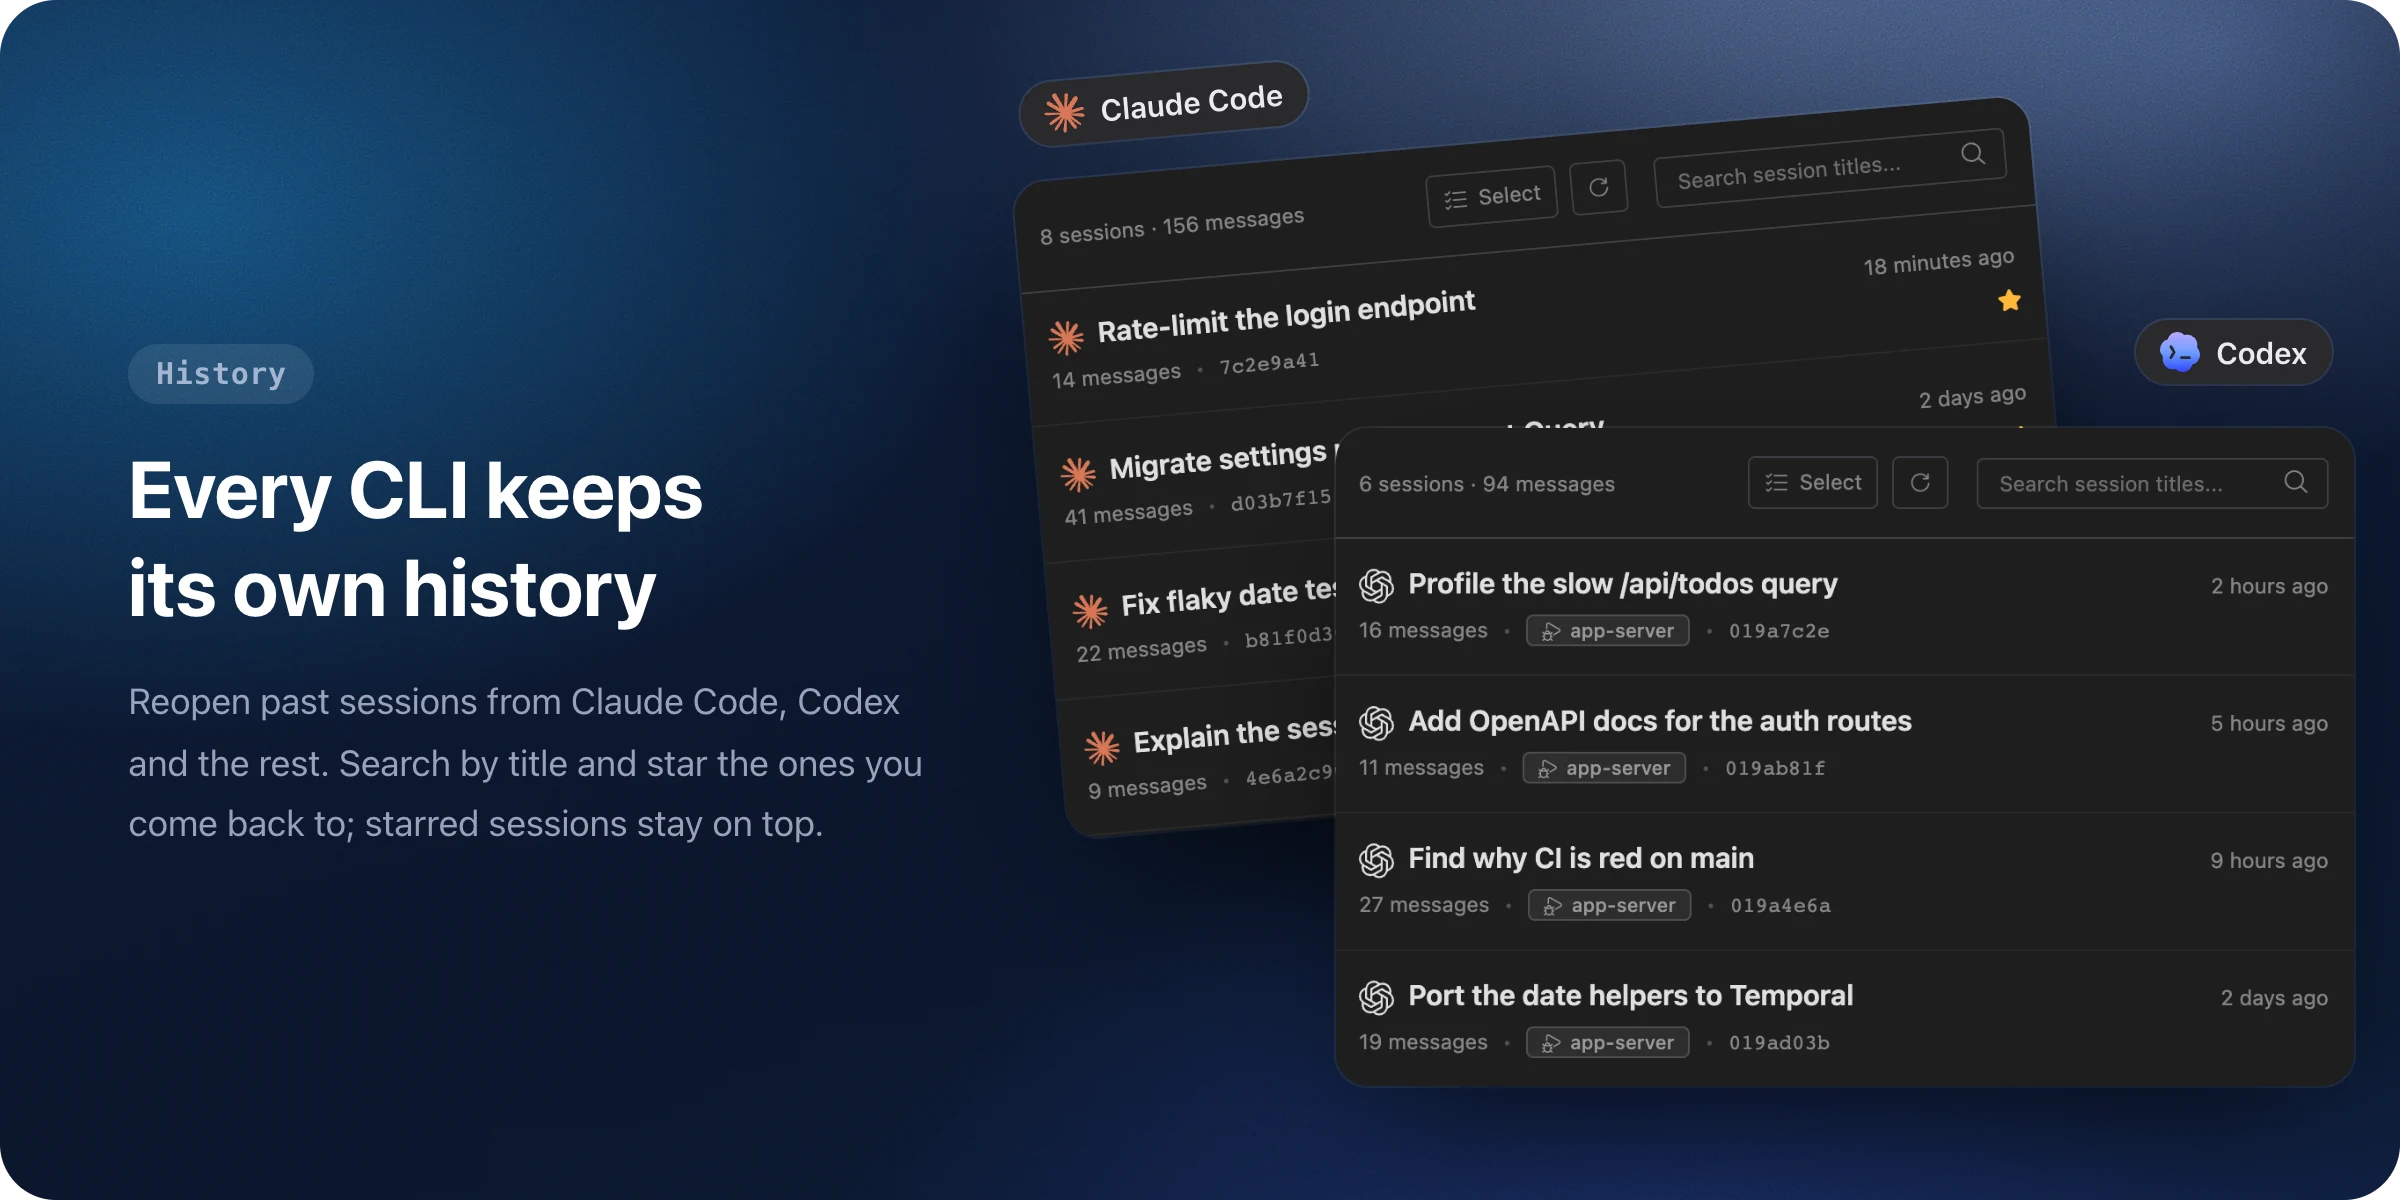 History
Every CLI keeps
its own history
Reopen past sessions from Claude Code, Codex
and the rest. Search by title and star the ones you
come back to; starred sessions stay on top.
Claude Code
8 sessions · 156 messages
Select
Search session titles...
Rate-limit the login endpoint
18 minutes ago
14 messages · 7c2e9a41
Migrate settings
Query
2 days ago
41 messages · d03b7f15
Fix flaky date
22 messages · b81f0d3
Explain the
9 messages · 4e6a2c9
Codex
6 sessions · 94 messages
Select
Search session titles...
Profile the slow /api/todos query
2 hours ago
16 messages · app-server · 019a7c2e
Add OpenAPI docs for the auth routes
5 hours ago
11 messages · app-server · 019ab81f
Find why CI is red on main
9 hours ago
27 messages · app-server · 019a4e6a
Port the date helpers to Temporal
2 days ago
19 messages · app-server · 019ad03b